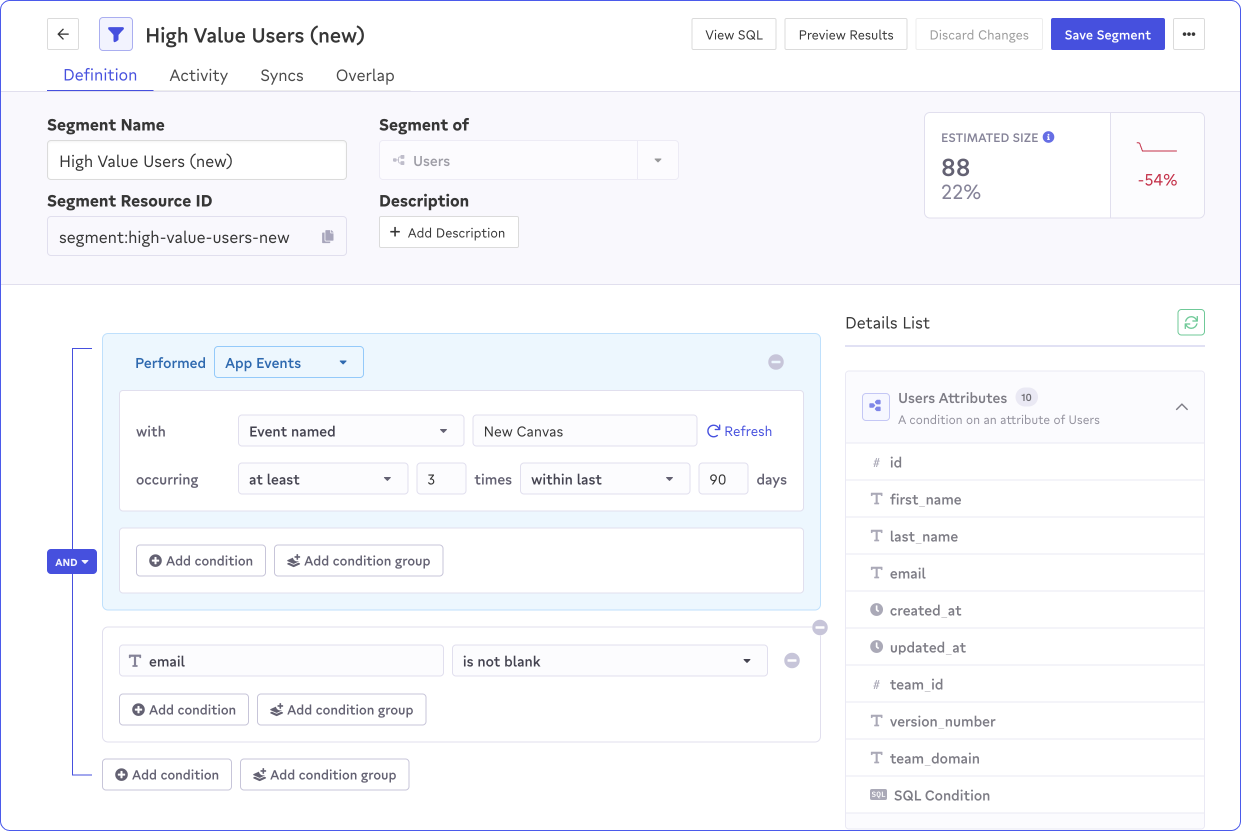 High Value Users (new)
View SQL
Preview Results
Discard Changes
Save Segment
Definition
Activity
Syncs
Overlap
Segment Name
High Value Users (new)
Segment of
Users
Segment Resource ID
segment:high-value-users-new
Description
+ Add Description
ESTIMATED SIZE
88
22%
-54%
Performed App Events
with Event named New Canvas Refresh
occurring at least 3 times within last 90 days
Add condition Add condition group
AND
T email is not blank
Add condition Add condition group
Add condition Add condition group
Details List
Users Attributes 10
A condition on an attribute of Users
# id
T first_name
T last_name
T email
created_at
updated_at
# team_id
T version_number
T team_domain
SQL SQL Condition